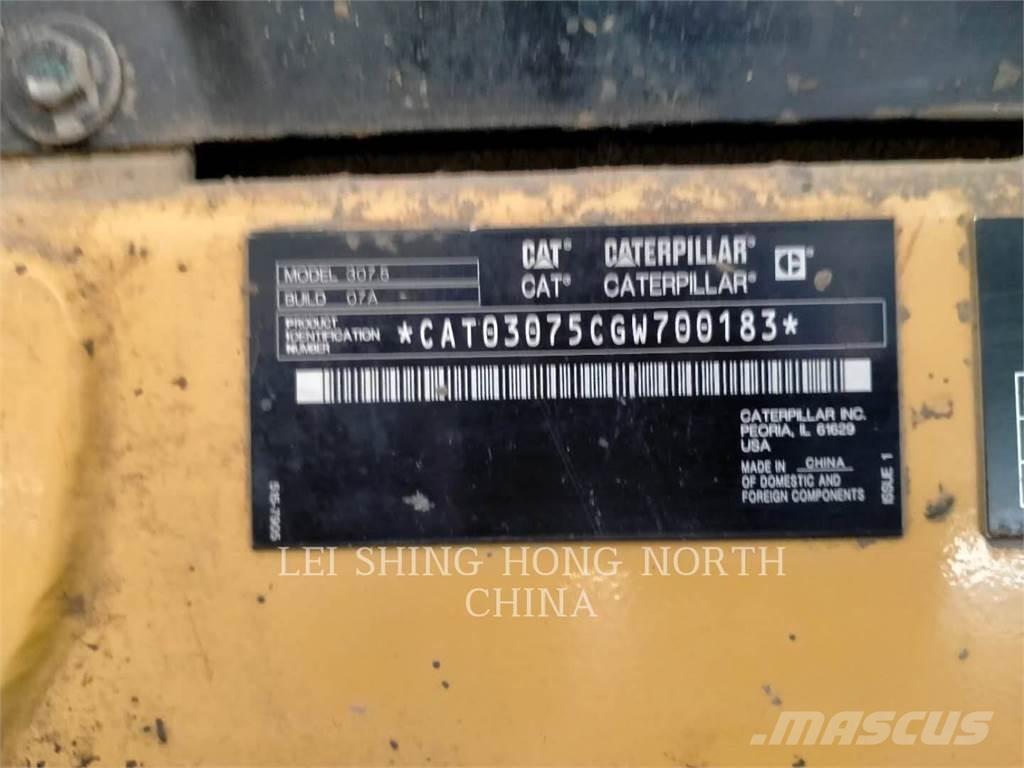 MODEL 307.5
BUILD 07A
CAT® CATERPILLAR®
CAT® CATERPILLAR®
PRODUCT
IDENTIFICATION
NUMBER
*CAT03075CGW700183*
CATERPILLAR INC.
PEORIA, IL 61629
USA
MADE IN CHINA
OF DOMESTIC AND
FOREIGN COMPONENTS
ISSUE 1
LEI SHING HONG NORTH
CHINA
MASCUS